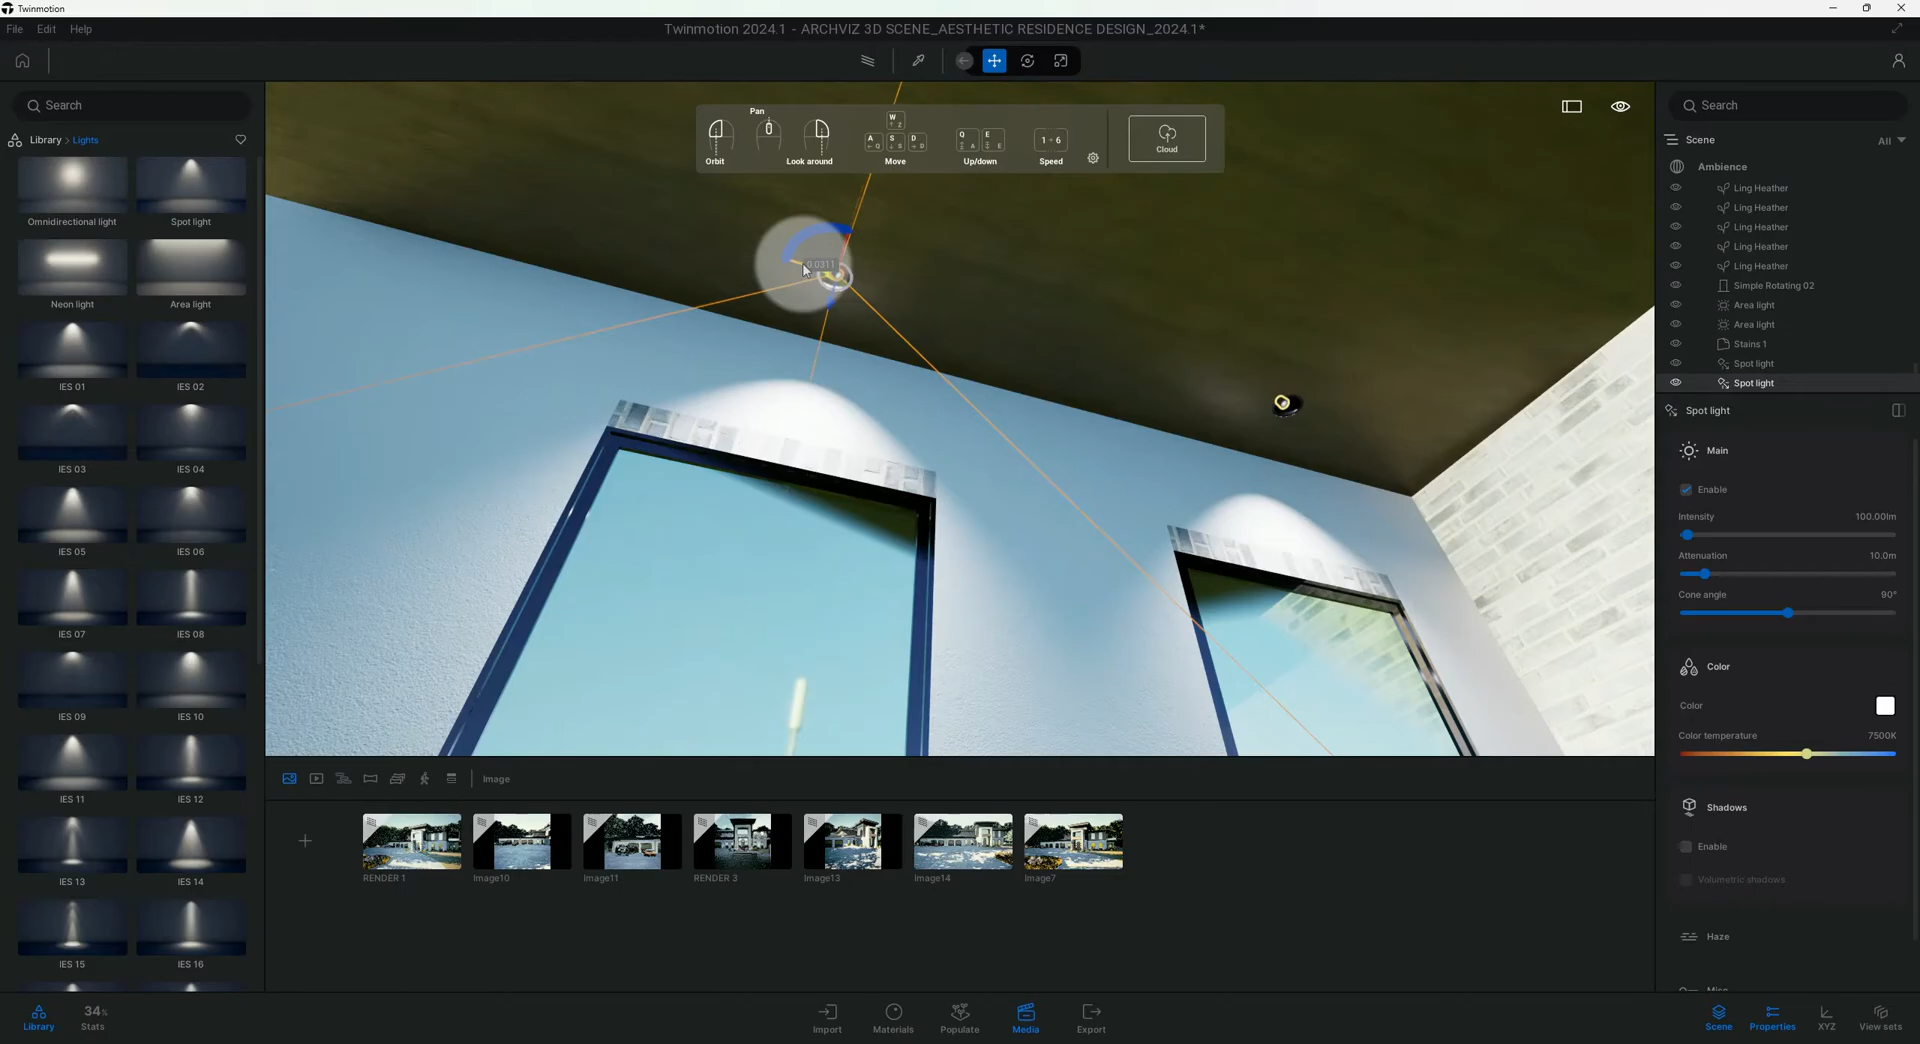 Twinmotion
File Edit Help
Twinmotion 2024.1 - ARCHVIZ 3D SCENE_AESTHETIC RESIDENCE DESIGN_2024.1*
Search
Library > Lights
Omnidirectional light
Spot light
Neon light
Area light
IES 01
IES 02
IES 03
IES 04
IES 05
IES 06
IES 07
IES 08
IES 09
IES 10
IES 11
IES 12
IES 13
IES 14
IES 15
IES 16
Pan
Orbit
Look around
W
A S D
Move
Q E
Up/down
1 - 6
Speed
Cloud
0.0311
Image
RENDER 1
Image10
Image11
RENDER 3
Image13
Image14
Image7
Search
Scene
All
Ambience
Ling Heather
Ling Heather
Ling Heather
Ling Heather
Ling Heather
Simple Rotating 02
Area light
Area light
Stains 1
Spot light
Spot light
Spot light
Main
Enable
Intensity 100.00lm
Attenuation 10.0m
Cone angle 90°
Color
Color
Color temperature 7500K
Shadows
Enable
Volumetric shadows
Haze
Misc
Library
34%
Stats
Import
Materials
Populate
Media
Export
Scene
Properties
XYZ
View sets